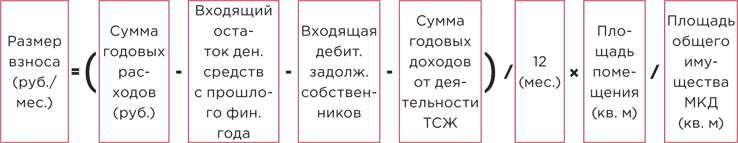 Размер
взноса
(руб./
мес.)
=
(
Сумма
годовых
рас-
ходов
(руб.)
-
Входящий
оста-
ток ден.
средств
с прошло-
го фин.
года
-
Входящая
дебит.
задолж.
собствен-
ников
-
Сумма
годовых
доходов
от дея-
тельности
ТСЖ
)
/
12
(мес.)
×
Пло-
щадь
поме-
щения
(кв. м)
/
Площадь
общего
иму-
щества
МКД
(кв. м)